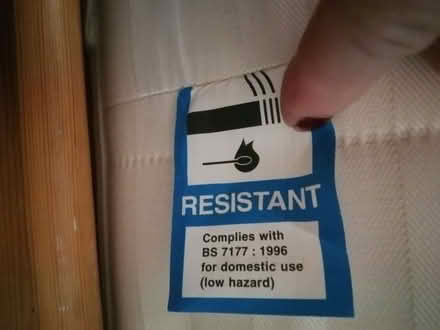 RESISTANT
Complies with
BS 7177 : 1996
for domestic use
(low hazard)